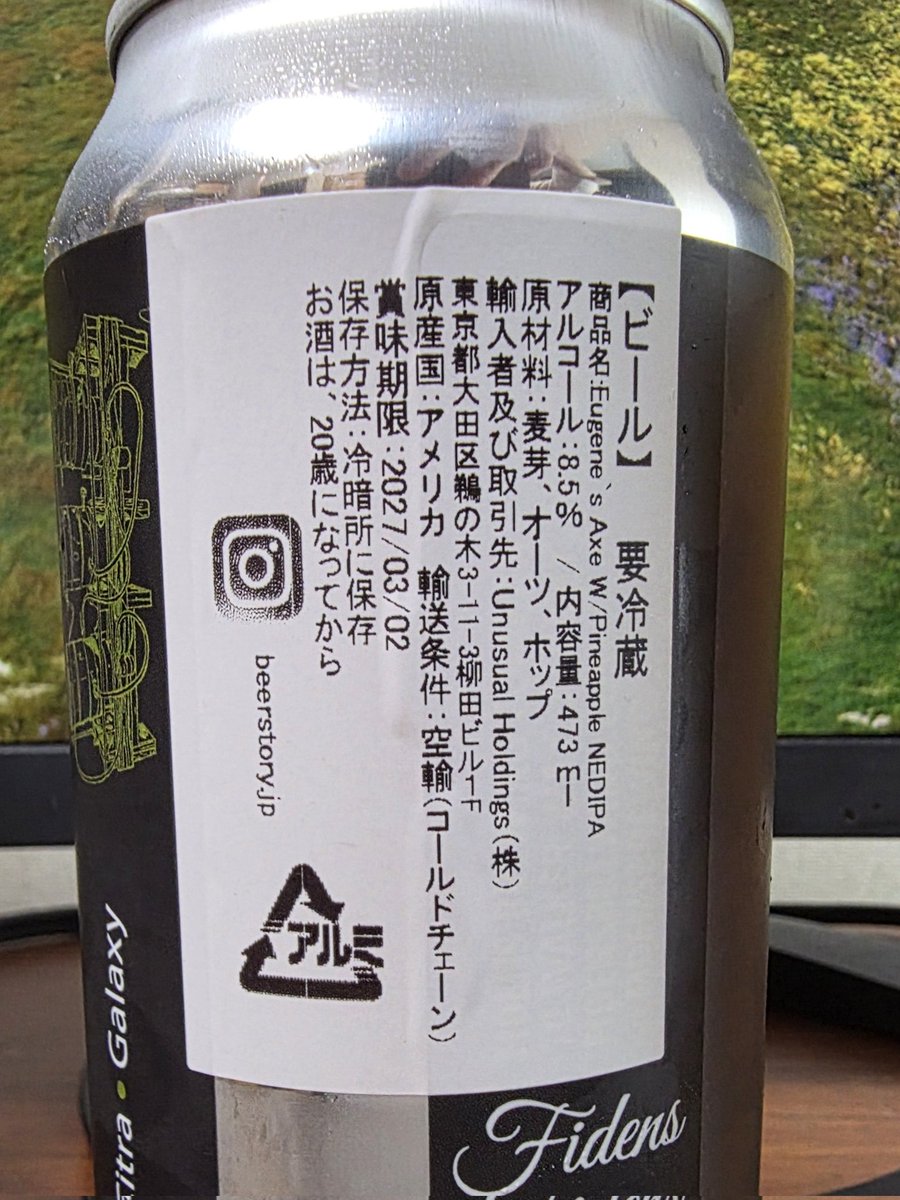 【ビール】 要冷蔵
商品名:Eugene`s Axe W/Pineapple NEDIPA
アルコール:8.5% / 内容量:473 ml
原材料:麦芽、オーツ、ホップ
輸入者及び取引先:Unusual Holdings(株)
東京都大田区鵜の木3-11-3柳田ビル1F
原産国:アメリカ 輸送条件:空輸(コールドチェーン)
賞味期限:2027/03/02
保存方法:冷暗所に保存
お酒は、20歳になってから
beerstory.jp
アルミ
Citra • Galaxy
Fidens